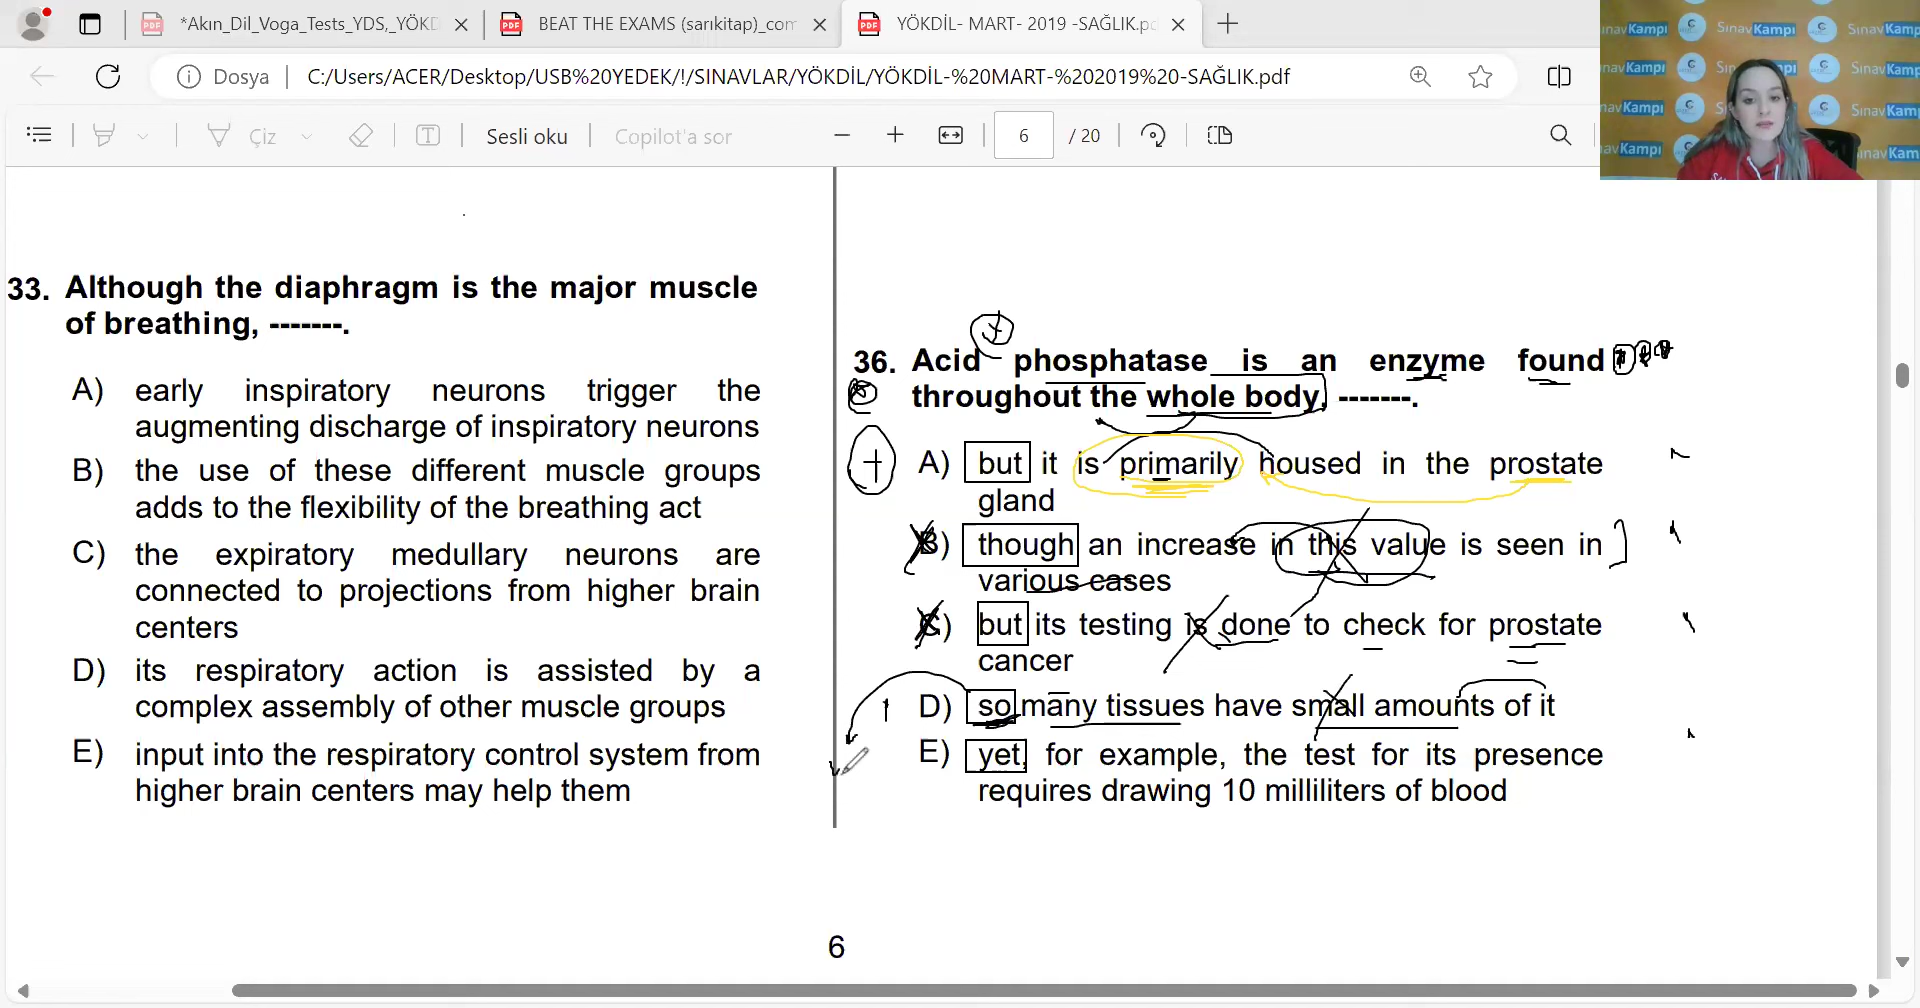 *Akın_Dil_Voga_Tests_YDS,_YÖKD
BEAT THE EXAMS (sarıkitap)_com
YÖKDİL- MART- 2019 -SAĞLIK.pd
Dosya
C:/Users/ACER/Desktop/USB%20YEDEK/!/SINAVLAR/YÖKDİL/YÖKDİL-%20MART-%202019%20-SAĞLIK.pdf
Çiz
Sesli oku
Copilot'a sor
6 / 20
SınavKampı
33. Although the diaphragm is the major muscle
of breathing, -------.
A) early inspiratory neurons trigger the
augmenting discharge of inspiratory neurons
B) the use of these different muscle groups
adds to the flexibility of the breathing act
C) the expiratory medullary neurons are
connected to projections from higher brain
centers
D) its respiratory action is assisted by a
complex assembly of other muscle groups
E) input into the respiratory control system from
higher brain centers may help them
36. Acid phosphatase is an enzyme found
throughout the whole body, -------.
A) but it is primarily housed in the prostate
gland
B) though an increase in this value is seen in
various cases
C) but its testing is done to check for prostate
cancer
D) so many tissues have small amounts of it
E) yet, for example, the test for its presence
requires drawing 10 milliliters of blood
6